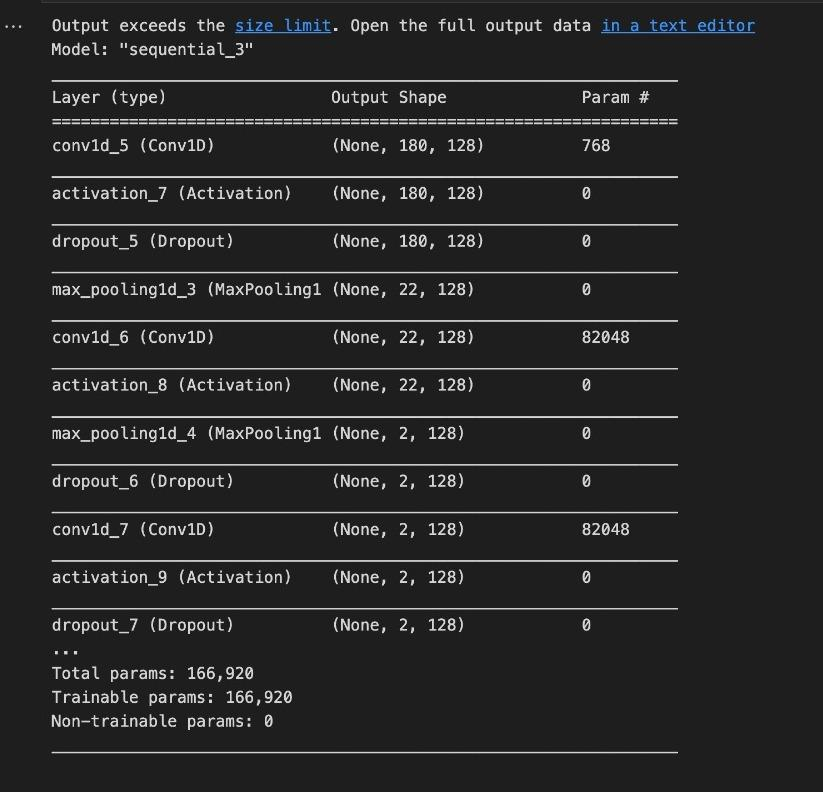 ... Output exceeds the size limit. Open the full output data in a text editor
Model: "sequential_3"
_________________________________________________________________
Layer (type)                 Output Shape              Param #
=================================================================
conv1d_5 (Conv1D)            (None, 180, 128)          768
_________________________________________________________________
activation_7 (Activation)    (None, 180, 128)          0
_________________________________________________________________
dropout_5 (Dropout)          (None, 180, 128)          0
_________________________________________________________________
max_pooling1d_3 (MaxPooling1 (None, 22, 128)           0
_________________________________________________________________
conv1d_6 (Conv1D)            (None, 22, 128)           82048
_________________________________________________________________
activation_8 (Activation)    (None, 22, 128)           0
_________________________________________________________________
max_pooling1d_4 (MaxPooling1 (None, 2, 128)            0
_________________________________________________________________
dropout_6 (Dropout)          (None, 2, 128)            0
_________________________________________________________________
conv1d_7 (Conv1D)            (None, 2, 128)            82048
_________________________________________________________________
activation_9 (Activation)    (None, 2, 128)            0
_________________________________________________________________
dropout_7 (Dropout)          (None, 2, 128)            0
...
Total params: 166,920
Trainable params: 166,920
Non-trainable params: 0
_________________________________________________________________